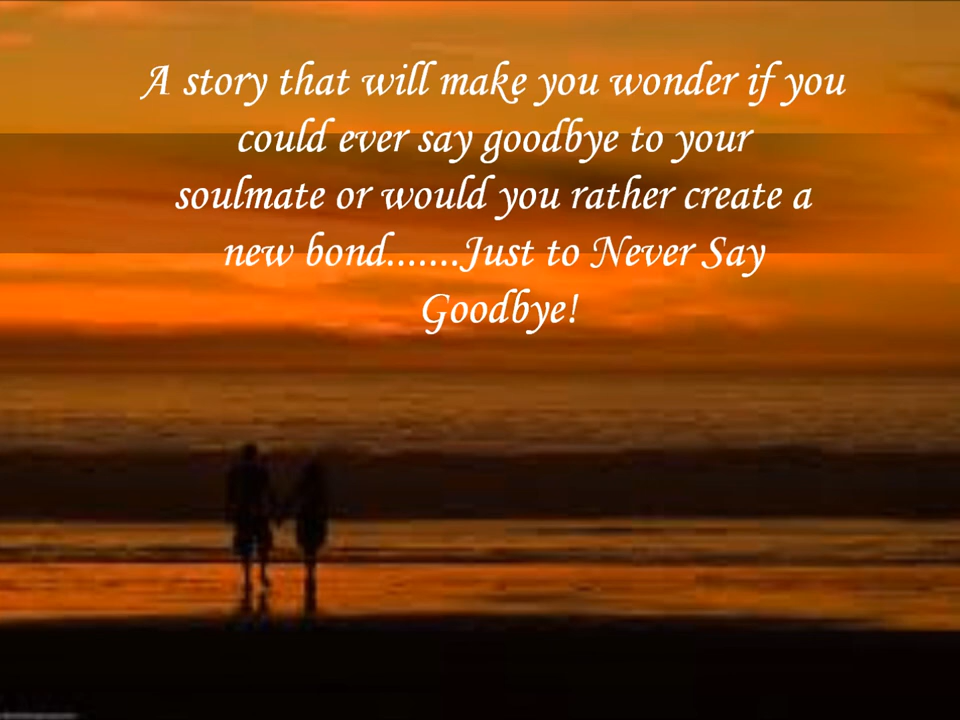 A story that will make you wonder if you
could ever say goodbye to your
soulmate or would you rather create a
new bond.......Just to Never Say
Goodbye!